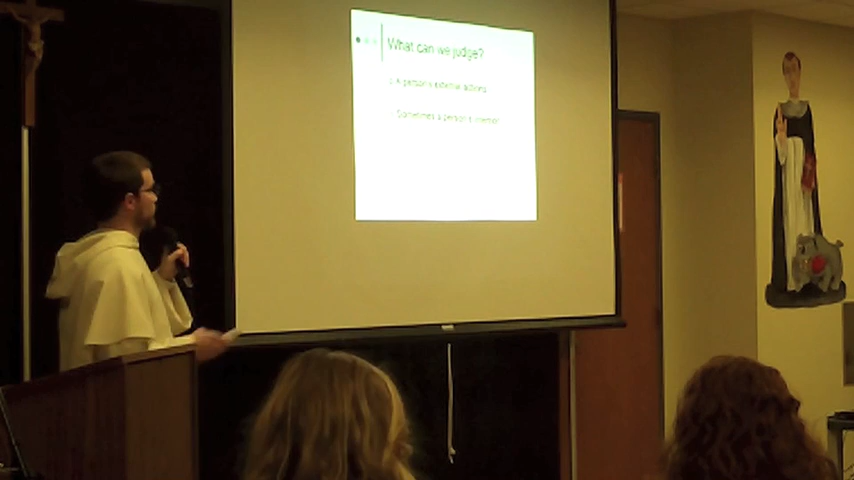 What can we judge?
A person's external actions
Sometimes a person's interior